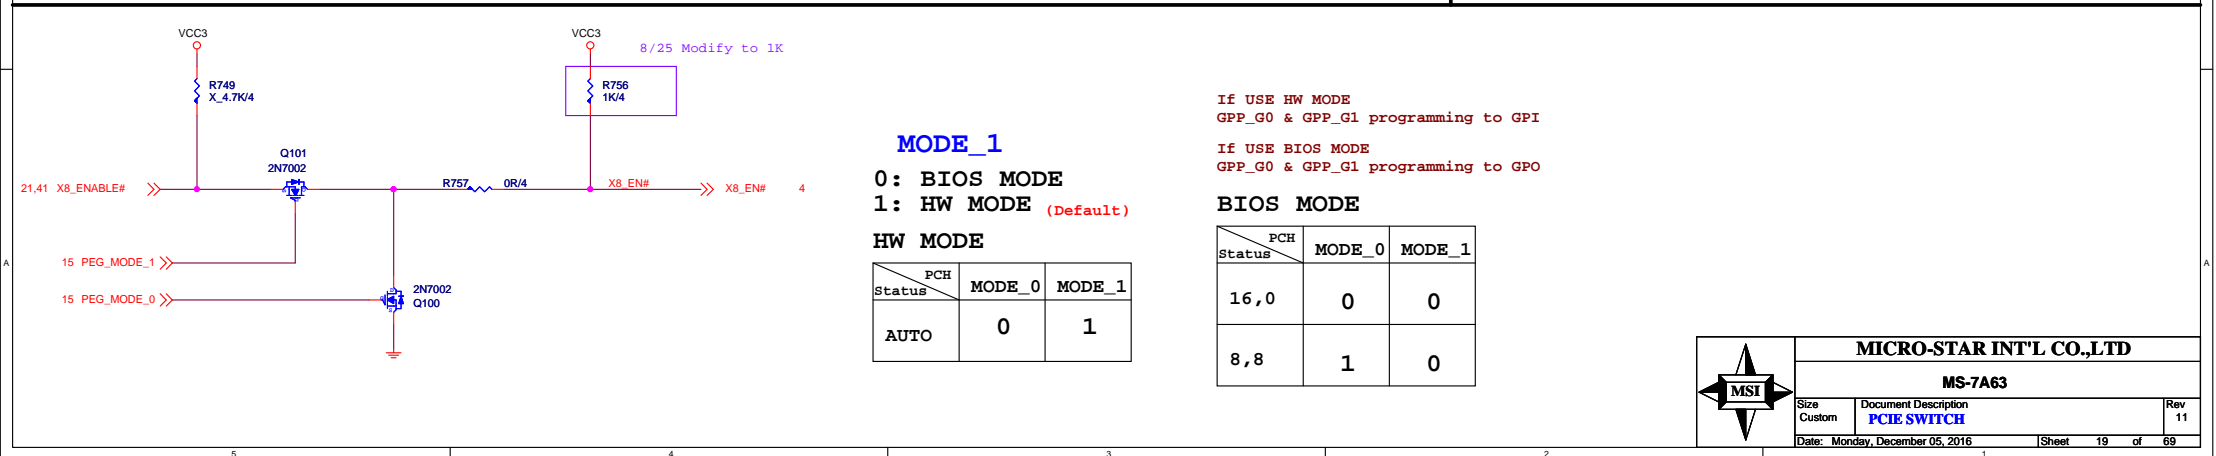 VCC3
R749
X_4.7K/4
VCC3
8/25 Modify to 1K
R756
1K/4
Q101
2N7002
21,41 X8_ENABLE#
R757
0R/4
X8_EN#
X8_EN# 4
15 PEG_MODE_1
15 PEG_MODE_0
2N7002
Q100
MODE_1
0: BIOS MODE
1: HW MODE (Default)
HW MODE
PCH
Status
MODE_0 MODE_1
AUTO 0 1
If USE HW MODE
GPP_G0 & GPP_G1 programming to GPI
If USE BIOS MODE
GPP_G0 & GPP_G1 programming to GPO
BIOS MODE
PCH
Status
MODE_0 MODE_1
16,0 0 0
8,8 1 0
A
A
MSI
MICRO-STAR INT'L CO.,LTD
MS-7A63
Size
Custom
Document Description
PCIE SWITCH
Rev
11
Date: Monday, December 05, 2016
Sheet 19 of 69
5 4 3 2 1